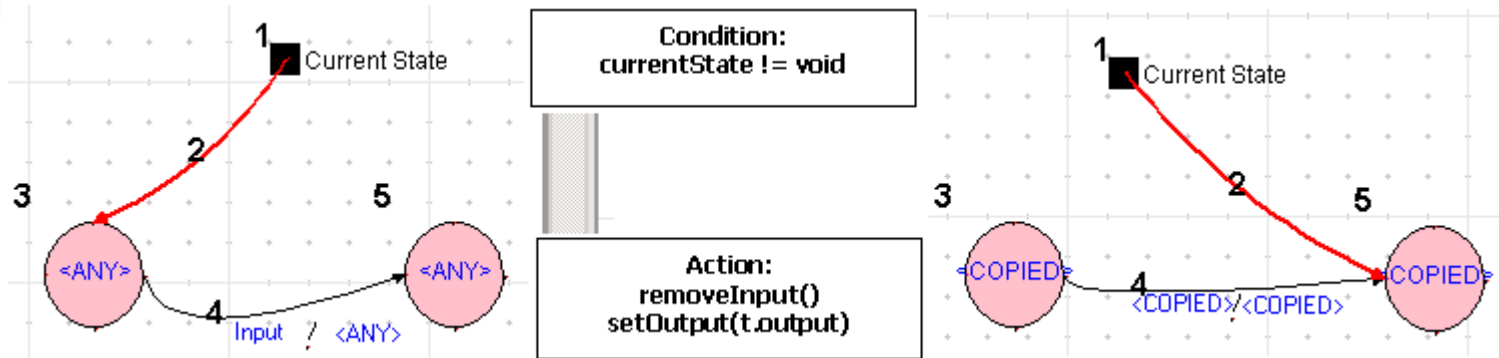 1
Current State
2
3
5
<ANY>
<ANY>
4
Input / <ANY>
Condition:
currentState != void
Action:
removeInput()
setOutput(t.output)
1
Current State
2
3
5
<COPIED>
<COPIED>
4
<COPIED>/<COPIED>